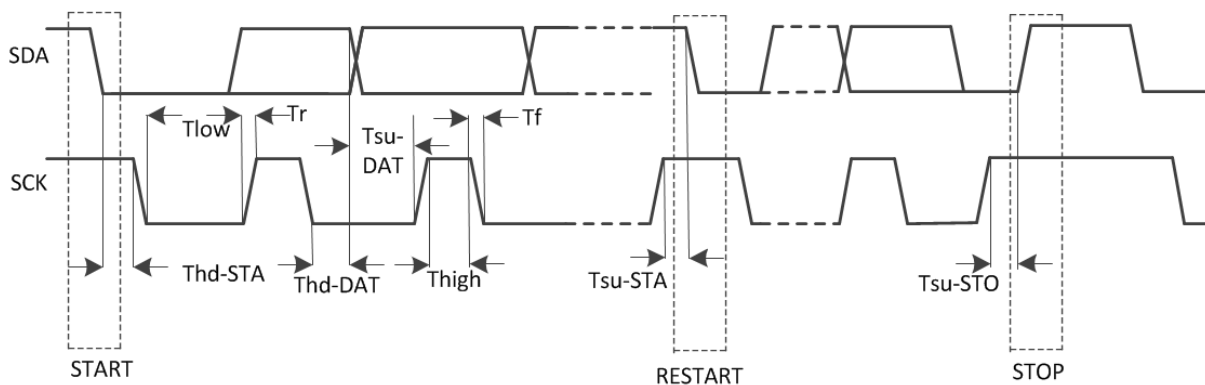 SDA
Tlow
Tr
Tsu-
DAT
Tf
SCK
Thd-STA
Thd-DAT
Thigh
Tsu-STA
Tsu-STO
START
RESTART
STOP